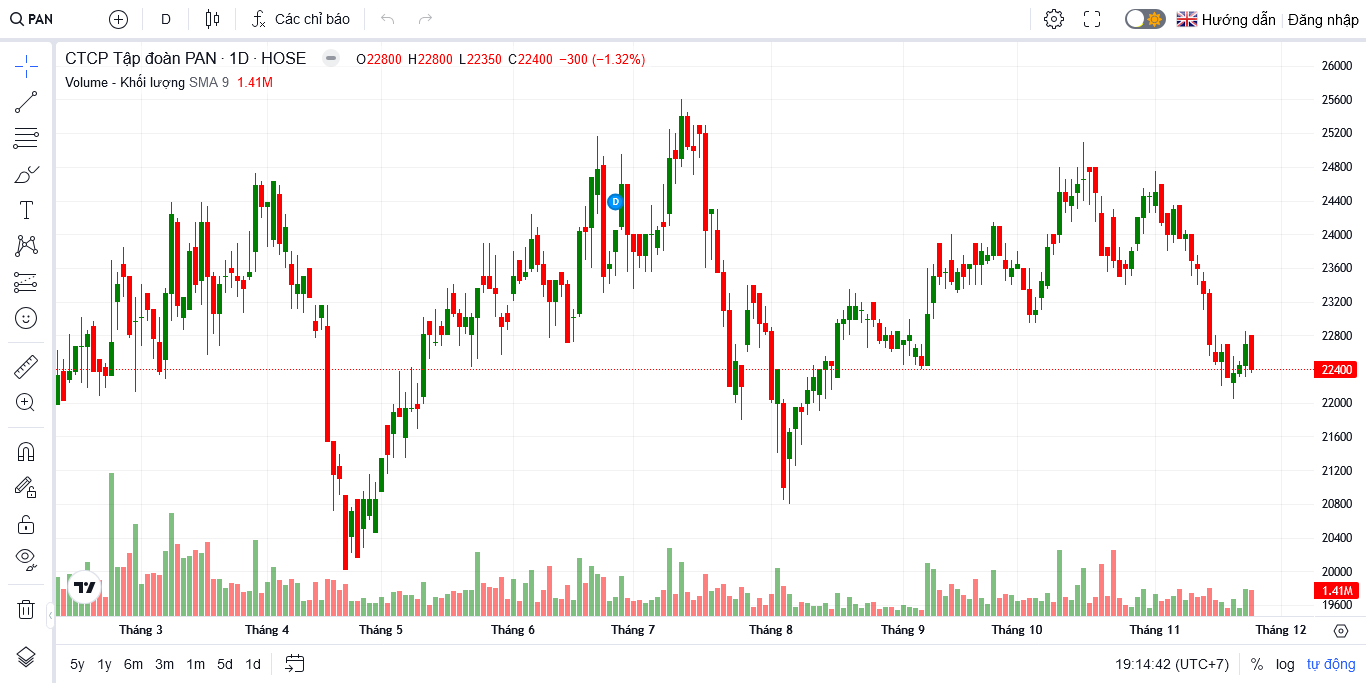 PAN D Các chỉ báo Hướng dẫn Đăng nhập
CTCP Tập đoàn PAN · 1D · HOSE O22800 H22800 L22350 C22400 −300 (−1.32%)
Volume - Khối lượng SMA 9 1.41M
26000
25600
25200
24800
24400
D
24000
23600
23200
22800
22400
22000
21600
21200
20800
20400
20000
1.41M
19600
Tháng 3 Tháng 4 Tháng 5 Tháng 6 Tháng 7 Tháng 8 Tháng 9 Tháng 10 Tháng 11 Tháng 12
5y 1y 6m 3m 1m 5d 1d 19:14:42 (UTC+7) % log tự động